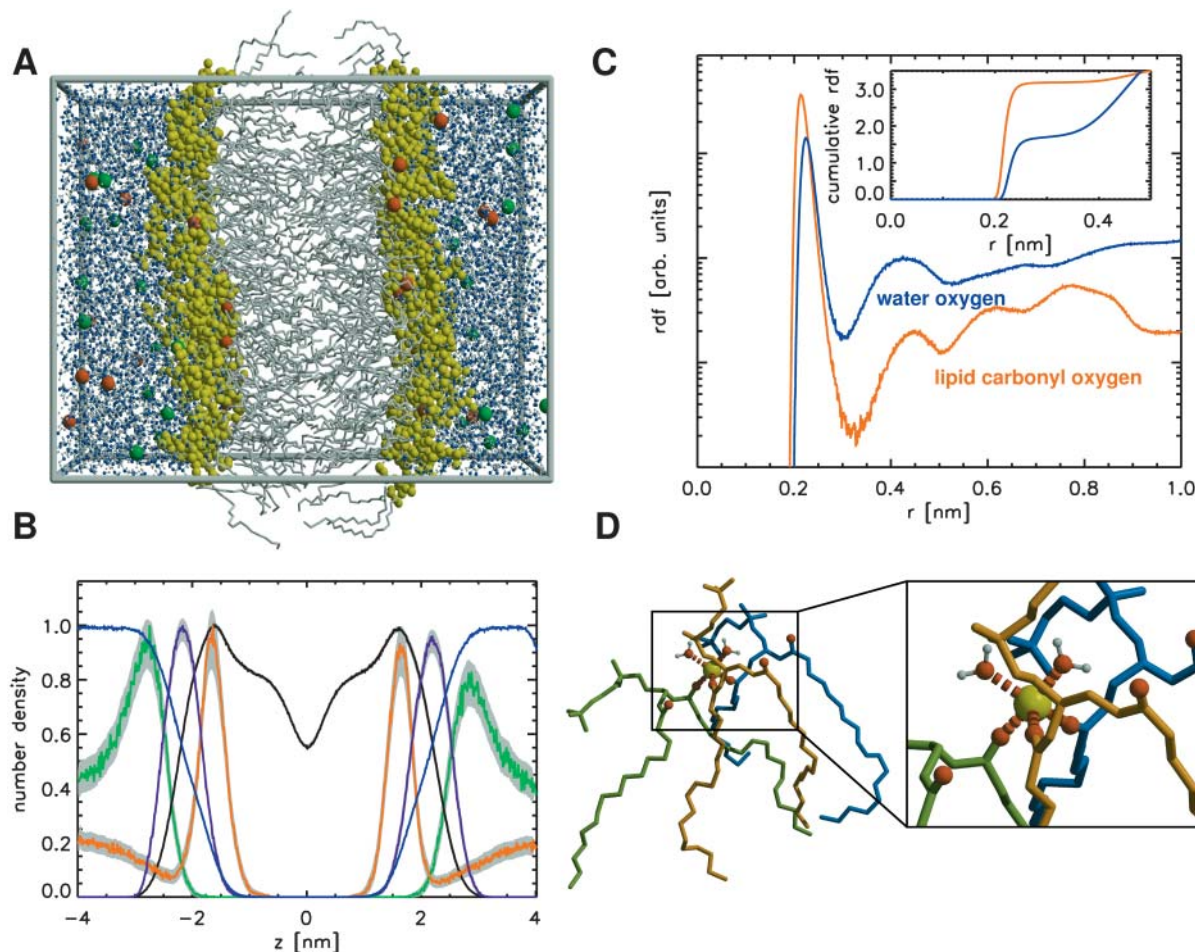 A
C
cumulative rdf
3.0
2.0
1.0
0.0
0.0 0.2 0.4
r [nm]
rdf [arb. units]
water oxygen
lipid carbonyl oxygen
0.0 0.2 0.4 0.6 0.8 1.0
r [nm]
B
number density
1.0
0.8
0.6
0.4
0.2
0.0
−4 −2 0 2 4
z [nm]
D